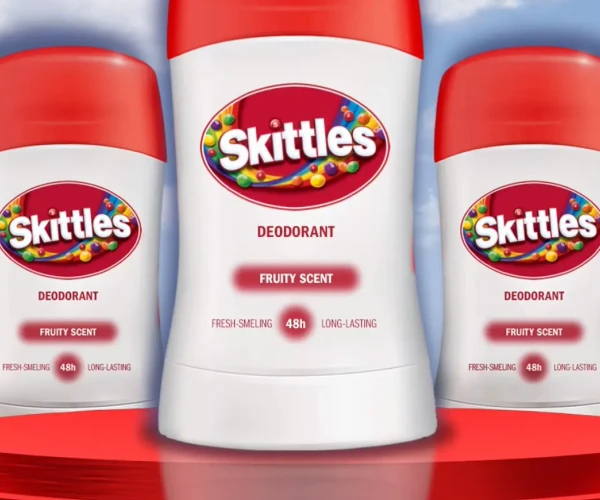 Skittles
DEODORANT
FRUITY SCENT
FRESH-SMELING 48h LONG-LASTING
Skittles
DEODORANT
FRUITY SCENT
FRESH-SMELING 48h LONG-LASTING
Skittles
DEODORANT
FRUITY SCENT
FRESH-SMELING 48h LONG-LASTING